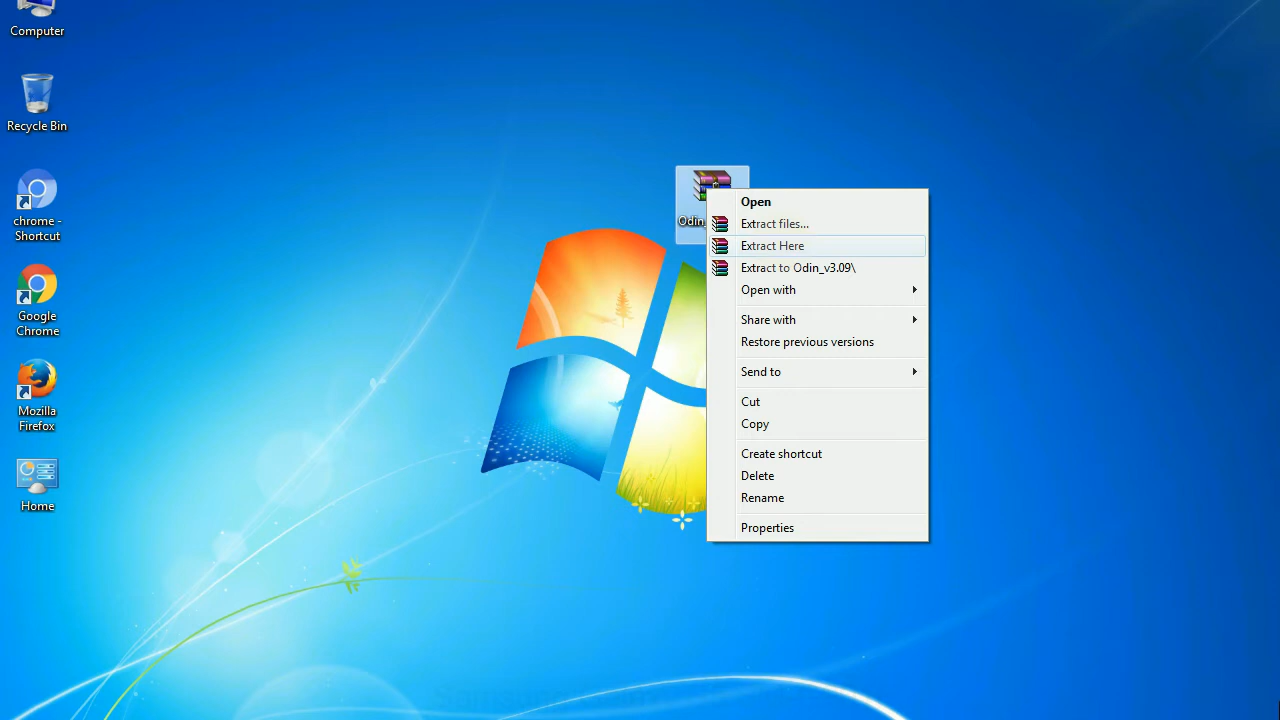 Computer
Recycle Bin
chrome -
Shortcut
Google
Chrome
Mozilla
Firefox
Home
Open
Extract files...
Extract Here
Extract to Odin_v3.09\
Open with
Share with
Restore previous versions
Send to
Cut
Copy
Create shortcut
Delete
Rename
Properties